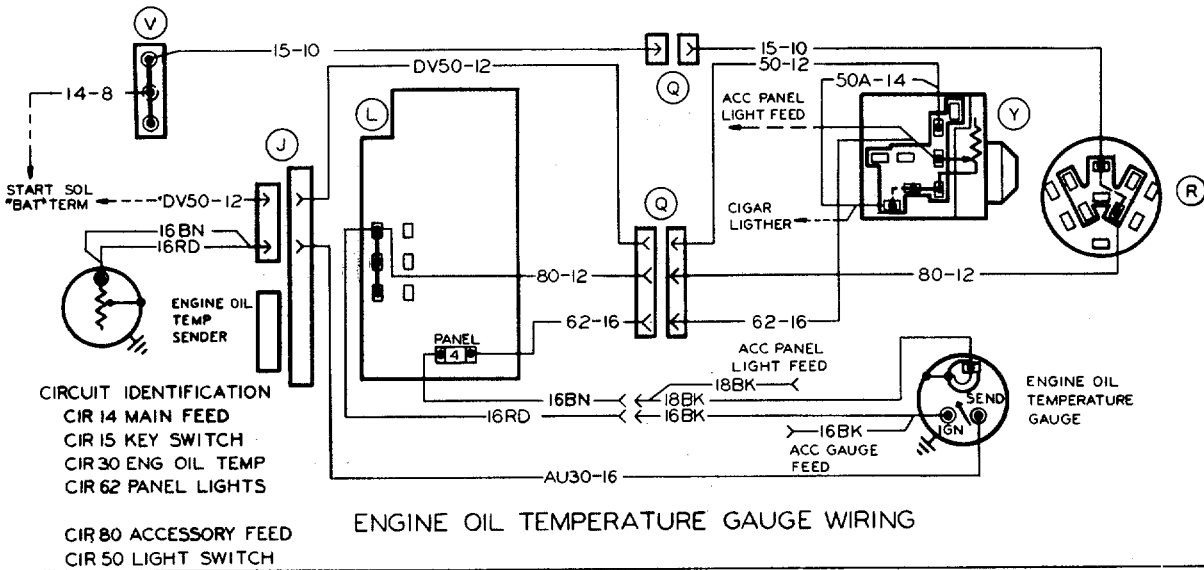 V
15-10
15-10
DV50-12
Q
50-12
50A-14
14-8
L
ACC PANEL
LIGHT FEED
Y
J
R
START SOL
"BAT" TERM
DV50-12
Q
CIGAR
LIGTHER
16BN
16RD
80-12
80-12
ENGINE OIL
TEMP
SENDER
62-16
62-16
PANEL
4
ACC PANEL
LIGHT FEED
18BK
16BN
18BK
SEND
ENGINE OIL
TEMPERATURE
GAUGE
16RD
16BK
IGN
16BK
ACC GAUGE
FEED
AU30-16
CIRCUIT IDENTIFICATION
CIR 14 MAIN FEED
CIR 15 KEY SWITCH
CIR 30 ENG OIL TEMP
CIR 62 PANEL LIGHTS
CIR 80 ACCESSORY FEED
CIR 50 LIGHT SWITCH
ENGINE OIL TEMPERATURE GAUGE WIRING